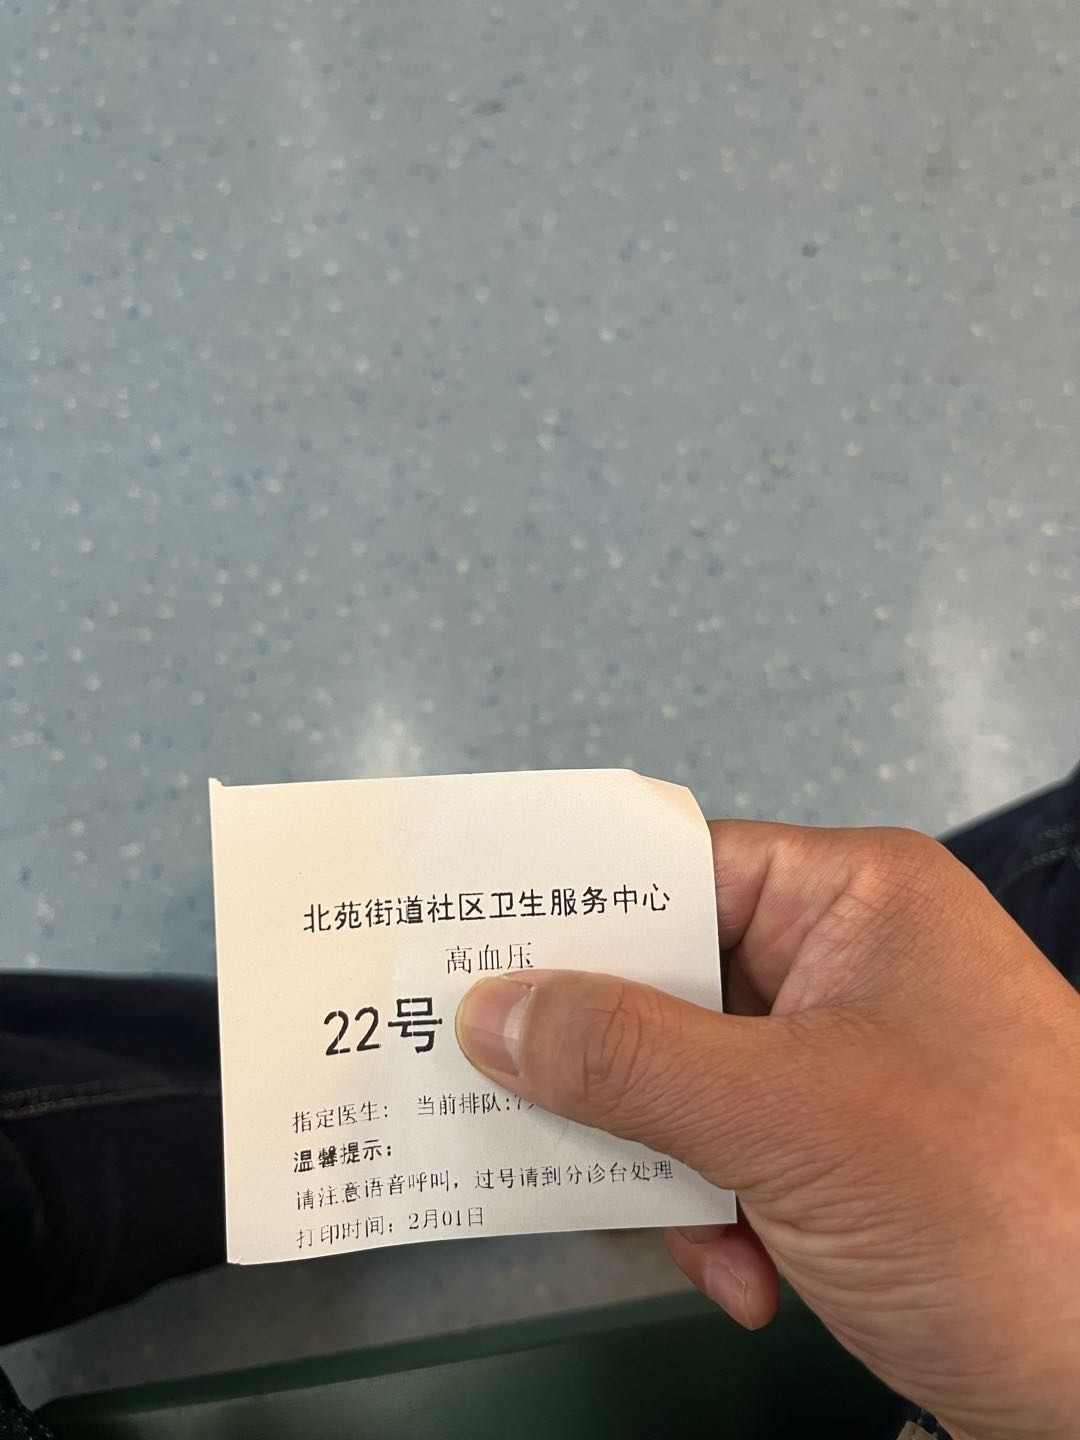 北苑街道社区卫生服务中心
高血压
22号
指定医生： 当前排队:7
温馨提示：
请注意语音呼叫，过号请到分诊台处理
打印时间：2月01日